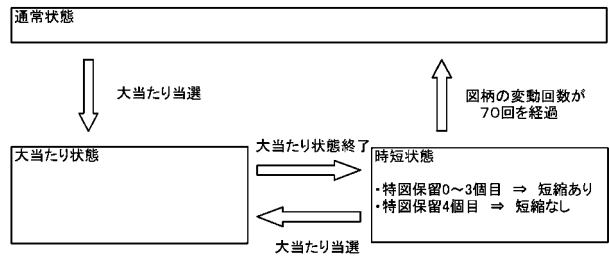 通常状態
大当たり当選
図柄の変動回数が
70回を経過
大当たり状態
大当たり状態終了
時短状態
・特図保留0~3個目 ⇒ 短縮あり
・特図保留4個目 ⇒ 短縮なし
大当たり当選